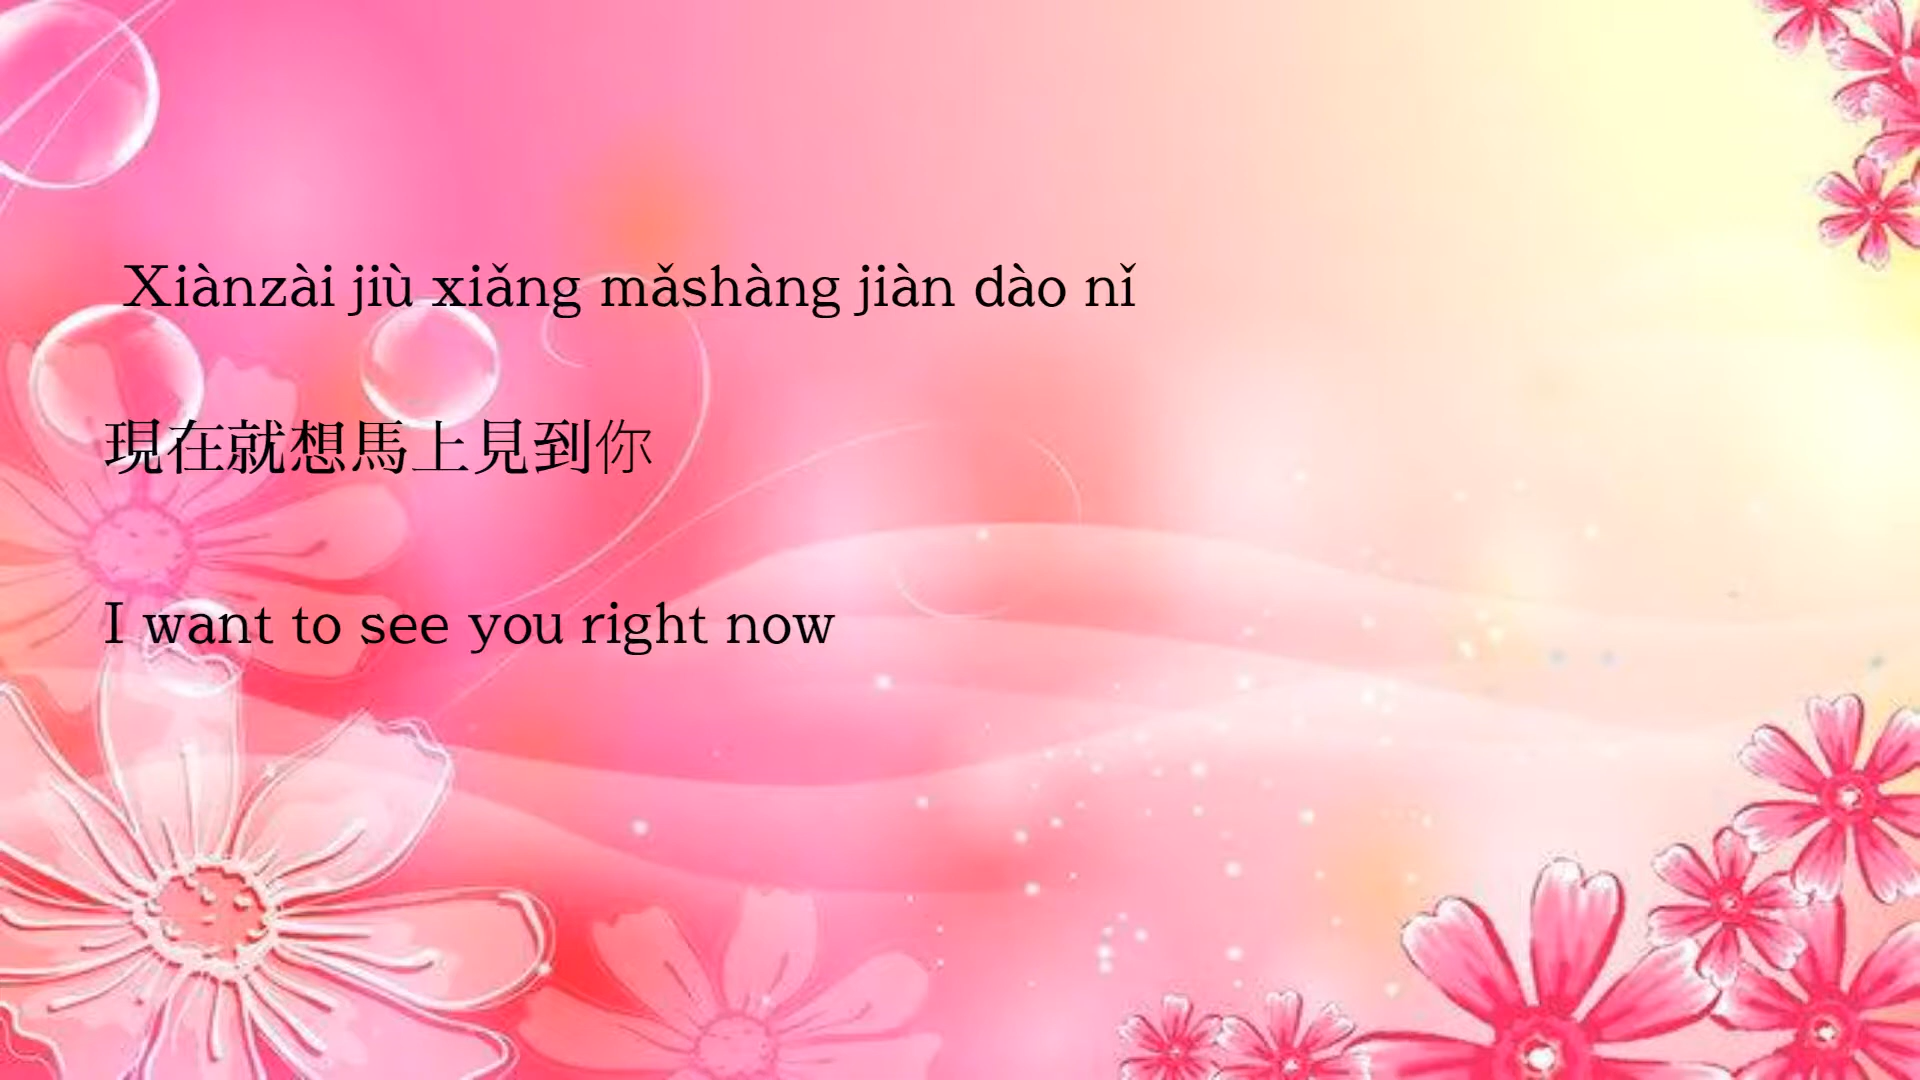 Xiànzài jiù xiǎng mǎshàng jiàn dào nǐ
現在就想馬上見到你
I want to see you right now